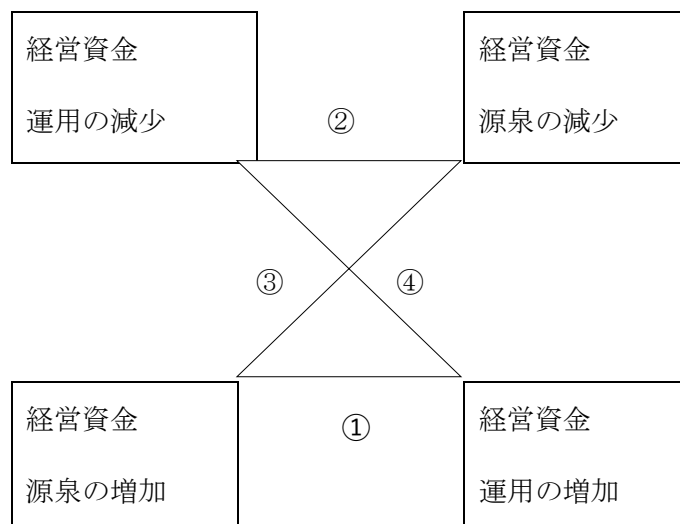 経営資金
運用の減少
経営資金
源泉の減少
②
③
④
経営資金
源泉の増加
①
経営資金
運用の増加